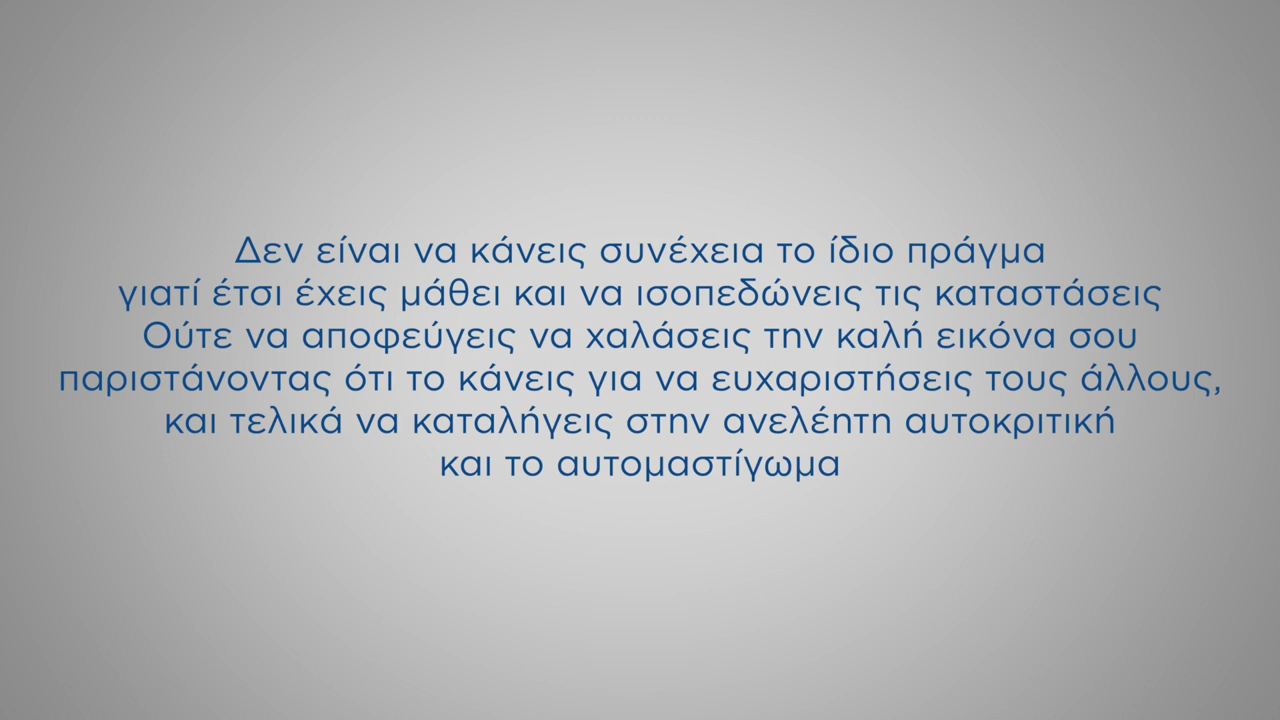 Δεν είναι να κάνεις συνέχεια το ίδιο πράγμα
γιατί έτσι έχεις μάθει και να ισοπεδώνεις τις καταστάσεις
Ούτε να αποφεύγεις να χαλάσεις την καλή εικόνα σου
παριστάνοντας ότι το κάνεις για να ευχαριστήσεις τους άλλους,
και τελικά να καταλήγεις στην ανελέητη αυτοκριτική
και το αυτομαστίγωμα